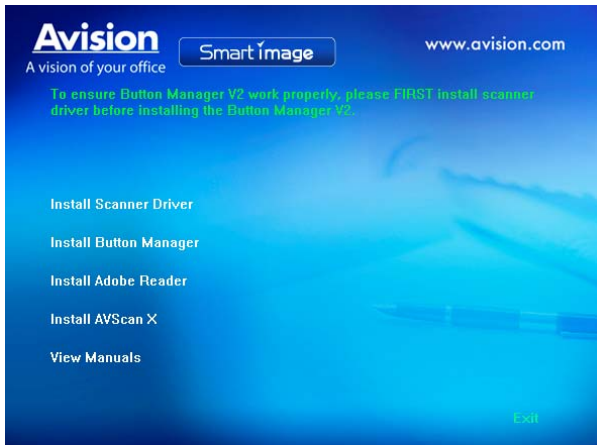 Avision
A vision of your office
Smart image
www.avision.com
To ensure Button Manager V2 work properly, please FIRST install scanner
driver before installing the Button Manager V2.
Install Scanner Driver
Install Button Manager
Install Adobe Reader
Install AVScan X
View Manuals
Exit